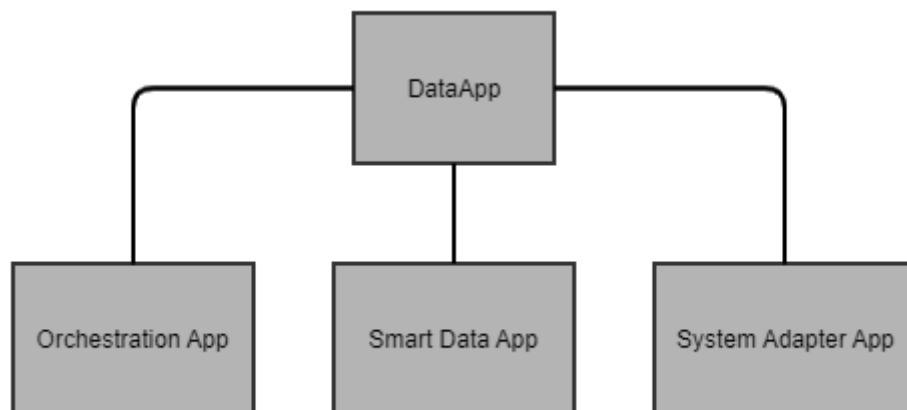 DataApp
Orchestration App
Smart Data App
System Adapter App